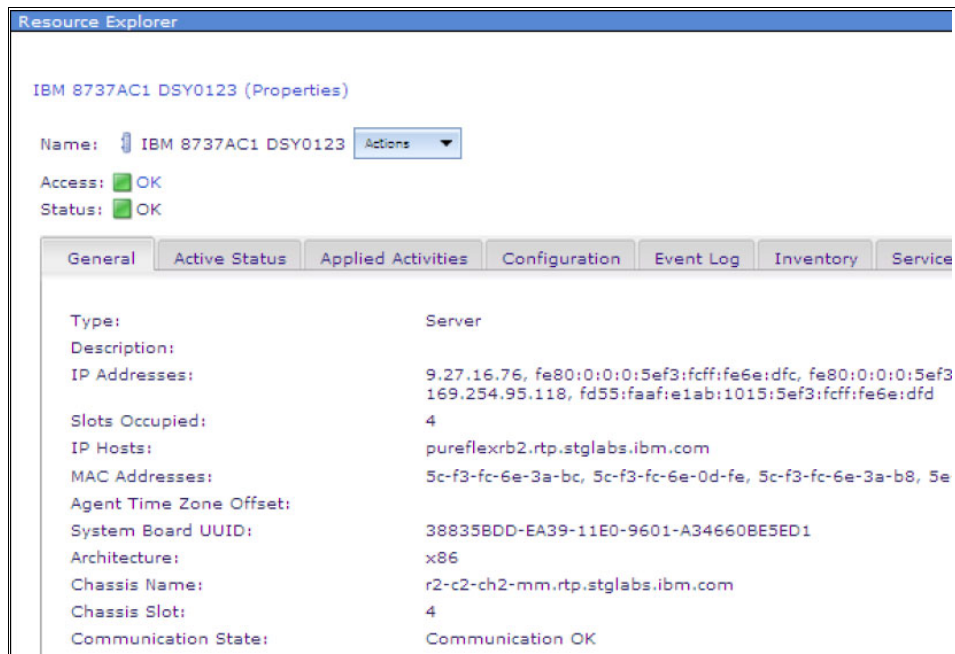 Resource Explorer
IBM 8737AC1 DSY0123 (Properties)
Name: IBM 8737AC1 DSY0123 Actions
Access: OK
Status: OK
General Active Status Applied Activities Configuration Event Log Inventory Service
Type: Server
Description:
IP Addresses: 9.27.16.76, fe80:0:0:0:5ef3:fcff:fe6e:dfc, fe80:0:0:0:5ef3
169.254.95.118, fd55:faaf:e1ab:1015:5ef3:fcff:fe6e:dfd
Slots Occupied: 4
IP Hosts: pureflexrb2.rtp.stglabs.ibm.com
MAC Addresses: 5c-f3-fc-6e-3a-bc, 5c-f3-fc-6e-0d-fe, 5c-f3-fc-6e-3a-b8, 5e
Agent Time Zone Offset:
System Board UUID: 38835BDD-EA39-11E0-9601-A34660BE5ED1
Architecture: x86
Chassis Name: r2-c2-ch2-mm.rtp.stglabs.ibm.com
Chassis Slot: 4
Communication State: Communication OK